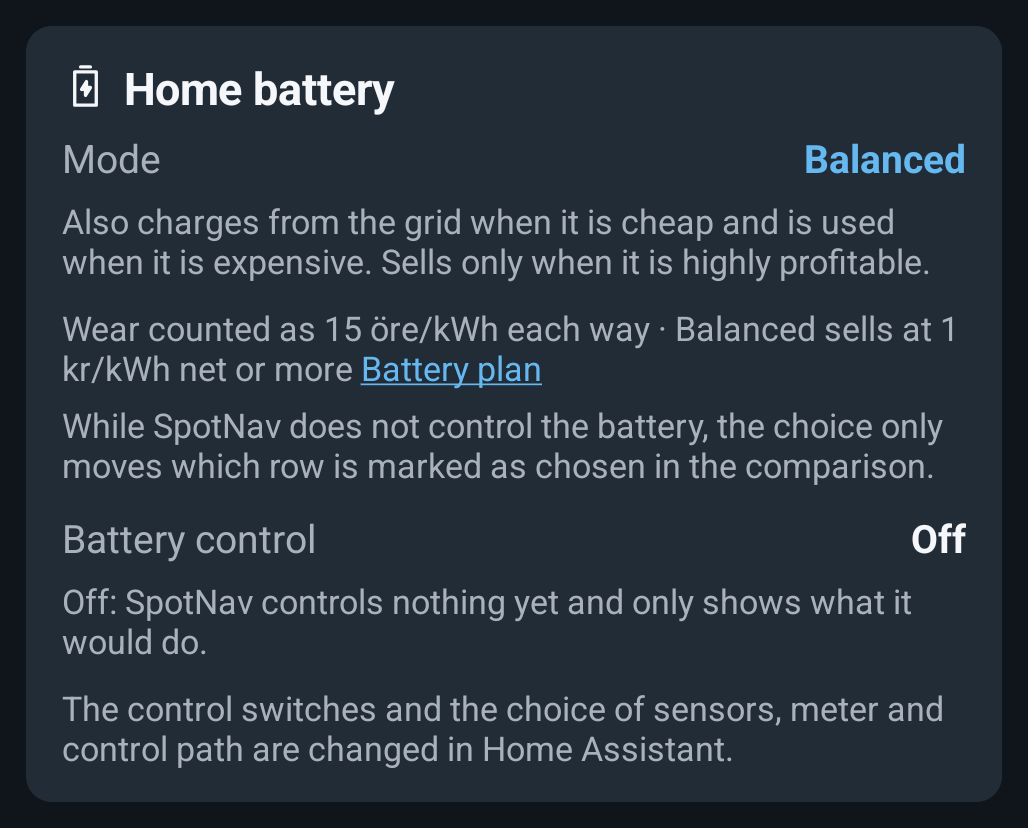 Home battery
Mode
Balanced
Also charges from the grid when it is cheap and is used
when it is expensive. Sells only when it is highly profitable.
Wear counted as 15 öre/kWh each way · Balanced sells at 1
kr/kWh net or more Battery plan
While SpotNav does not control the battery, the choice only
moves which row is marked as chosen in the comparison.
Battery control
Off
Off: SpotNav controls nothing yet and only shows what it
would do.
The control switches and the choice of sensors, meter and
control path are changed in Home Assistant.